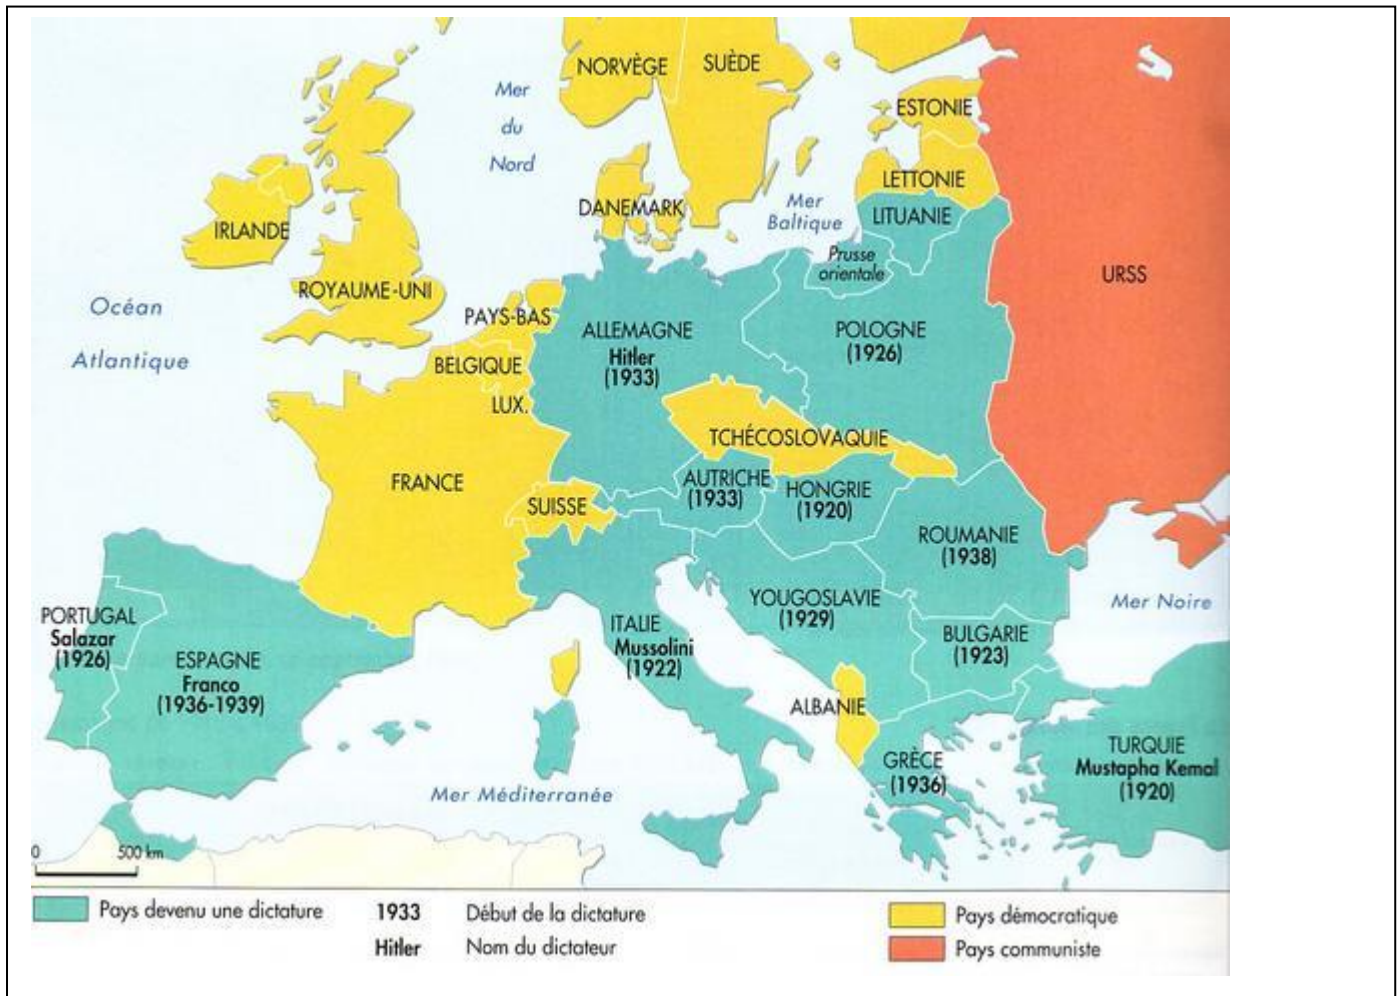 NORVÈGE
SUÈDE
Mer
du
Nord
ESTONIE
LETTONIE
DANEMARK
Mer
Baltique
LITUANIE
IRLANDE
Prusse
orientale
URSS
ROYAUME-UNI
Océan
Atlantique
PAYS-BAS
ALLEMAGNE
Hitler
(1933)
POLOGNE
(1926)
BELGIQUE
LUX.
TCHÉCOSLOVAQUIE
FRANCE
SUISSE
AUTRICHE
(1933)
HONGRIE
(1920)
ROUMANIE
(1938)
Mer Noire
YOUGOSLAVIE
(1929)
PORTUGAL
Salazar
(1926)
ITALIE
Mussolini
(1922)
BULGARIE
(1923)
ESPAGNE
Franco
(1936-1939)
ALBANIE
GRÈCE
(1936)
TURQUIE
Mustapha Kemal
(1920)
Mer Méditerranée
0 500 km
Pays devenu une dictature
1933 Début de la dictature
Hitler Nom du dictateur
Pays démocratique
Pays communiste